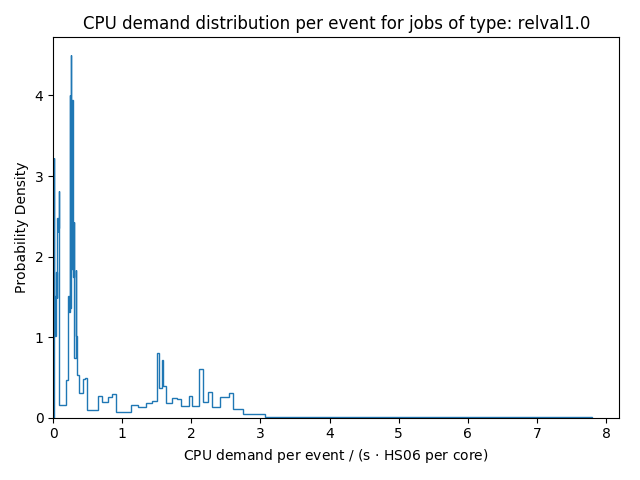 CPU demand distribution per event for jobs of type: relval1.0
Probability Density
4
3
2
1
0
0 1 2 3 4 5 6 7 8
CPU demand per event / (s · HS06 per core)